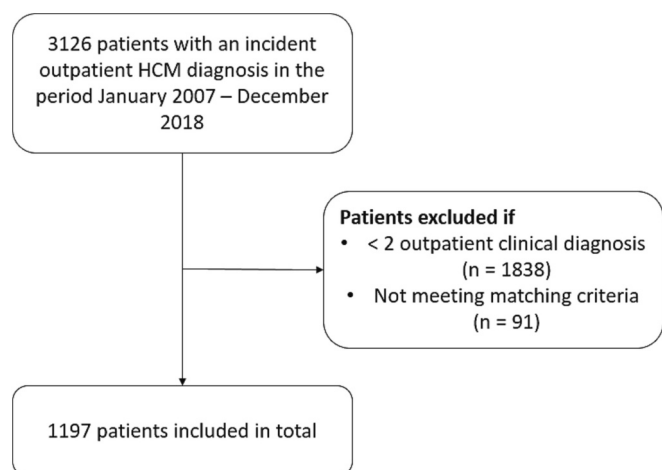 3126 patients with an incident
outpatient HCM diagnosis in the
period January 2007 – December
2018
Patients excluded if
• < 2 outpatient clinical diagnosis
(n = 1838)
• Not meeting matching criteria
(n = 91)
1197 patients included in total